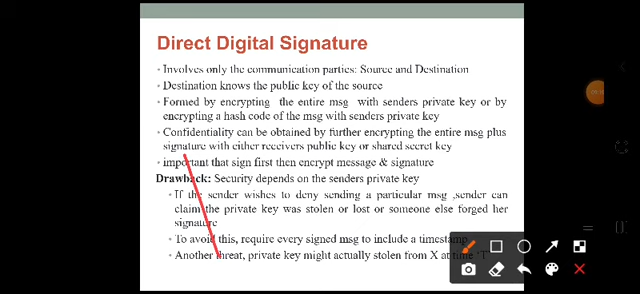 Direct Digital Signature
• Involves only the communication parties: Source and Destination
• Destination knows the public key of the source
• Formed by encrypting the entire msg with senders private key or by
encrypting a hash code of the msg with senders private key
• Confidentiality can be obtained by further encrypting the entire msg plus
signature with either receivers public key or shared secret key
• important that sign first then encrypt message & signature
Drawback: Security depends on the senders private key
• If the sender wishes to deny sending a particular msg ,sender can
claim the private key was stolen or lost or someone else forged her
signature
• To avoid this, require every signed msg to include a timestamp
• Another threat, private key might actually stolen from X at time 'T'